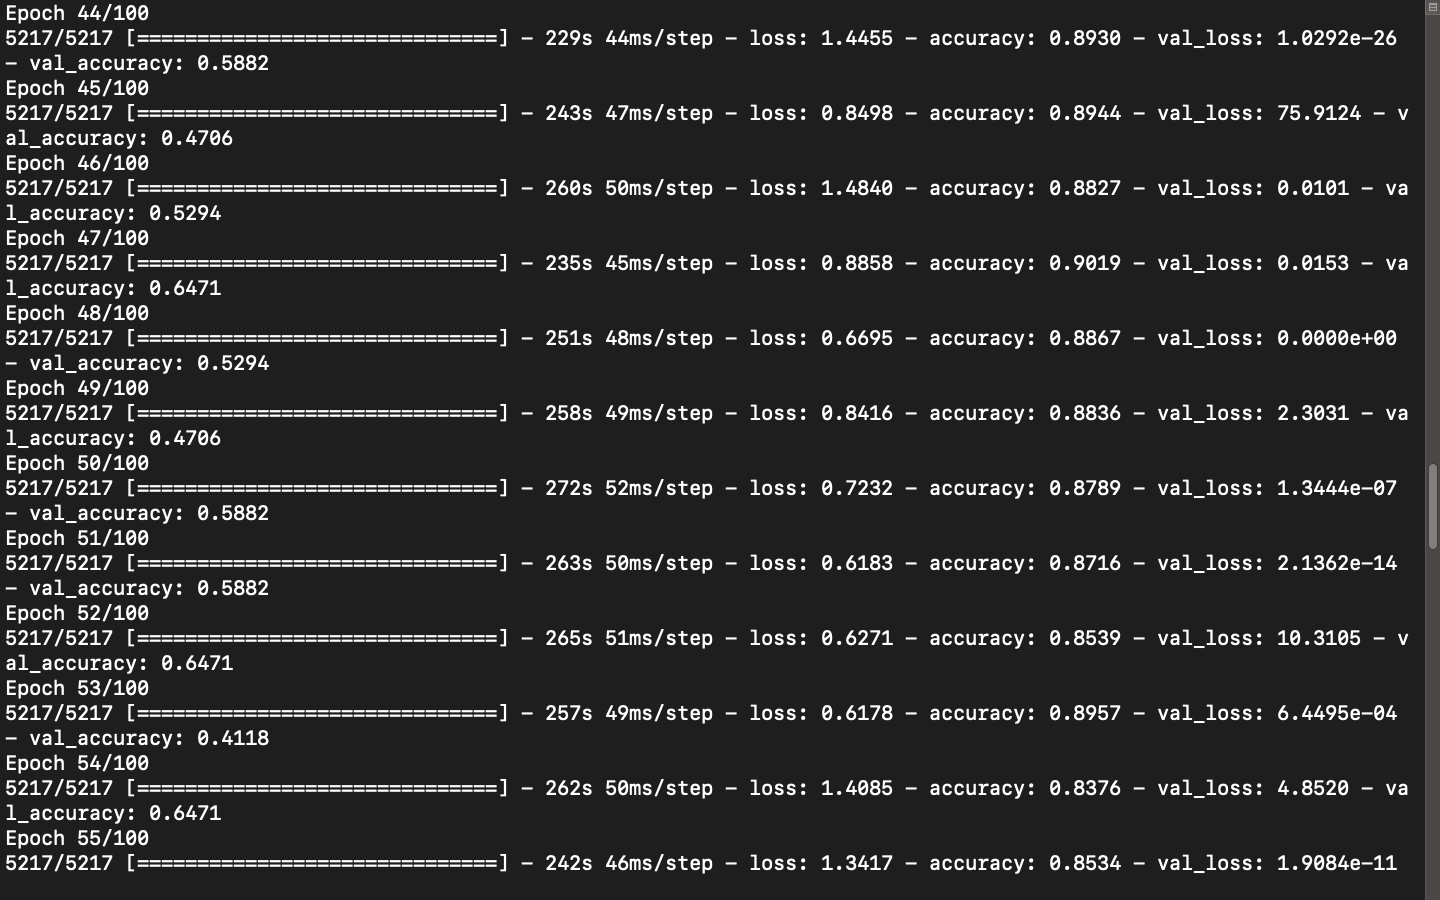 Epoch 44/100
5217/5217 [==============================] - 229s 44ms/step - loss: 1.4455 - accuracy: 0.8930 - val_loss: 1.0292e-26
- val_accuracy: 0.5882
Epoch 45/100
5217/5217 [==============================] - 243s 47ms/step - loss: 0.8498 - accuracy: 0.8944 - val_loss: 75.9124 - v
al_accuracy: 0.4706
Epoch 46/100
5217/5217 [==============================] - 260s 50ms/step - loss: 1.4840 - accuracy: 0.8827 - val_loss: 0.0101 - va
l_accuracy: 0.5294
Epoch 47/100
5217/5217 [==============================] - 235s 45ms/step - loss: 0.8858 - accuracy: 0.9019 - val_loss: 0.0153 - va
l_accuracy: 0.6471
Epoch 48/100
5217/5217 [==============================] - 251s 48ms/step - loss: 0.6695 - accuracy: 0.8867 - val_loss: 0.0000e+00
- val_accuracy: 0.5294
Epoch 49/100
5217/5217 [==============================] - 258s 49ms/step - loss: 0.8416 - accuracy: 0.8836 - val_loss: 2.3031 - va
l_accuracy: 0.4706
Epoch 50/100
5217/5217 [==============================] - 272s 52ms/step - loss: 0.7232 - accuracy: 0.8789 - val_loss: 1.3444e-07
- val_accuracy: 0.5882
Epoch 51/100
5217/5217 [==============================] - 263s 50ms/step - loss: 0.6183 - accuracy: 0.8716 - val_loss: 2.1362e-14
- val_accuracy: 0.5882
Epoch 52/100
5217/5217 [==============================] - 265s 51ms/step - loss: 0.6271 - accuracy: 0.8539 - val_loss: 10.3105 - v
al_accuracy: 0.6471
Epoch 53/100
5217/5217 [==============================] - 257s 49ms/step - loss: 0.6178 - accuracy: 0.8957 - val_loss: 6.4495e-04
- val_accuracy: 0.4118
Epoch 54/100
5217/5217 [==============================] - 262s 50ms/step - loss: 1.4085 - accuracy: 0.8376 - val_loss: 4.8520 - va
l_accuracy: 0.6471
Epoch 55/100
5217/5217 [==============================] - 242s 46ms/step - loss: 1.3417 - accuracy: 0.8534 - val_loss: 1.9084e-11